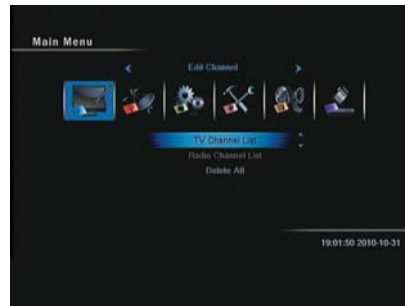 Main Menu
Edit Channel
TV Channel List
Radio Channel List
Delete All
19:01:50 2010-10-31